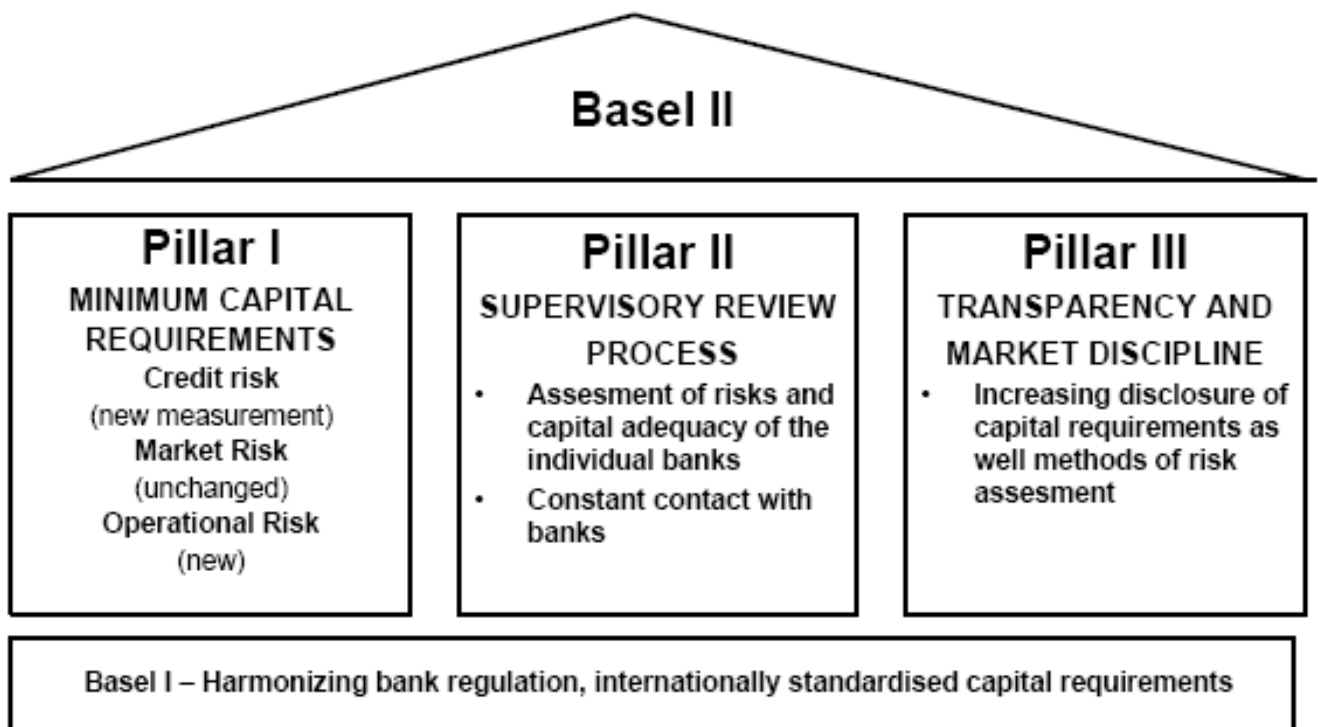 Basel II
Pillar I
MINIMUM CAPITAL
REQUIREMENTS
Credit risk
(new measurement)
Market Risk
(unchanged)
Operational Risk
(new)
Pillar II
SUPERVISORY REVIEW
PROCESS
• Assesment of risks and
capital adequacy of the
individual banks
• Constant contact with
banks
Pillar III
TRANSPARENCY AND
MARKET DISCIPLINE
• Increasing disclosure of
capital requirements as
well methods of risk
assesment
Basel I – Harmonizing bank regulation, internationally standardised capital requirements